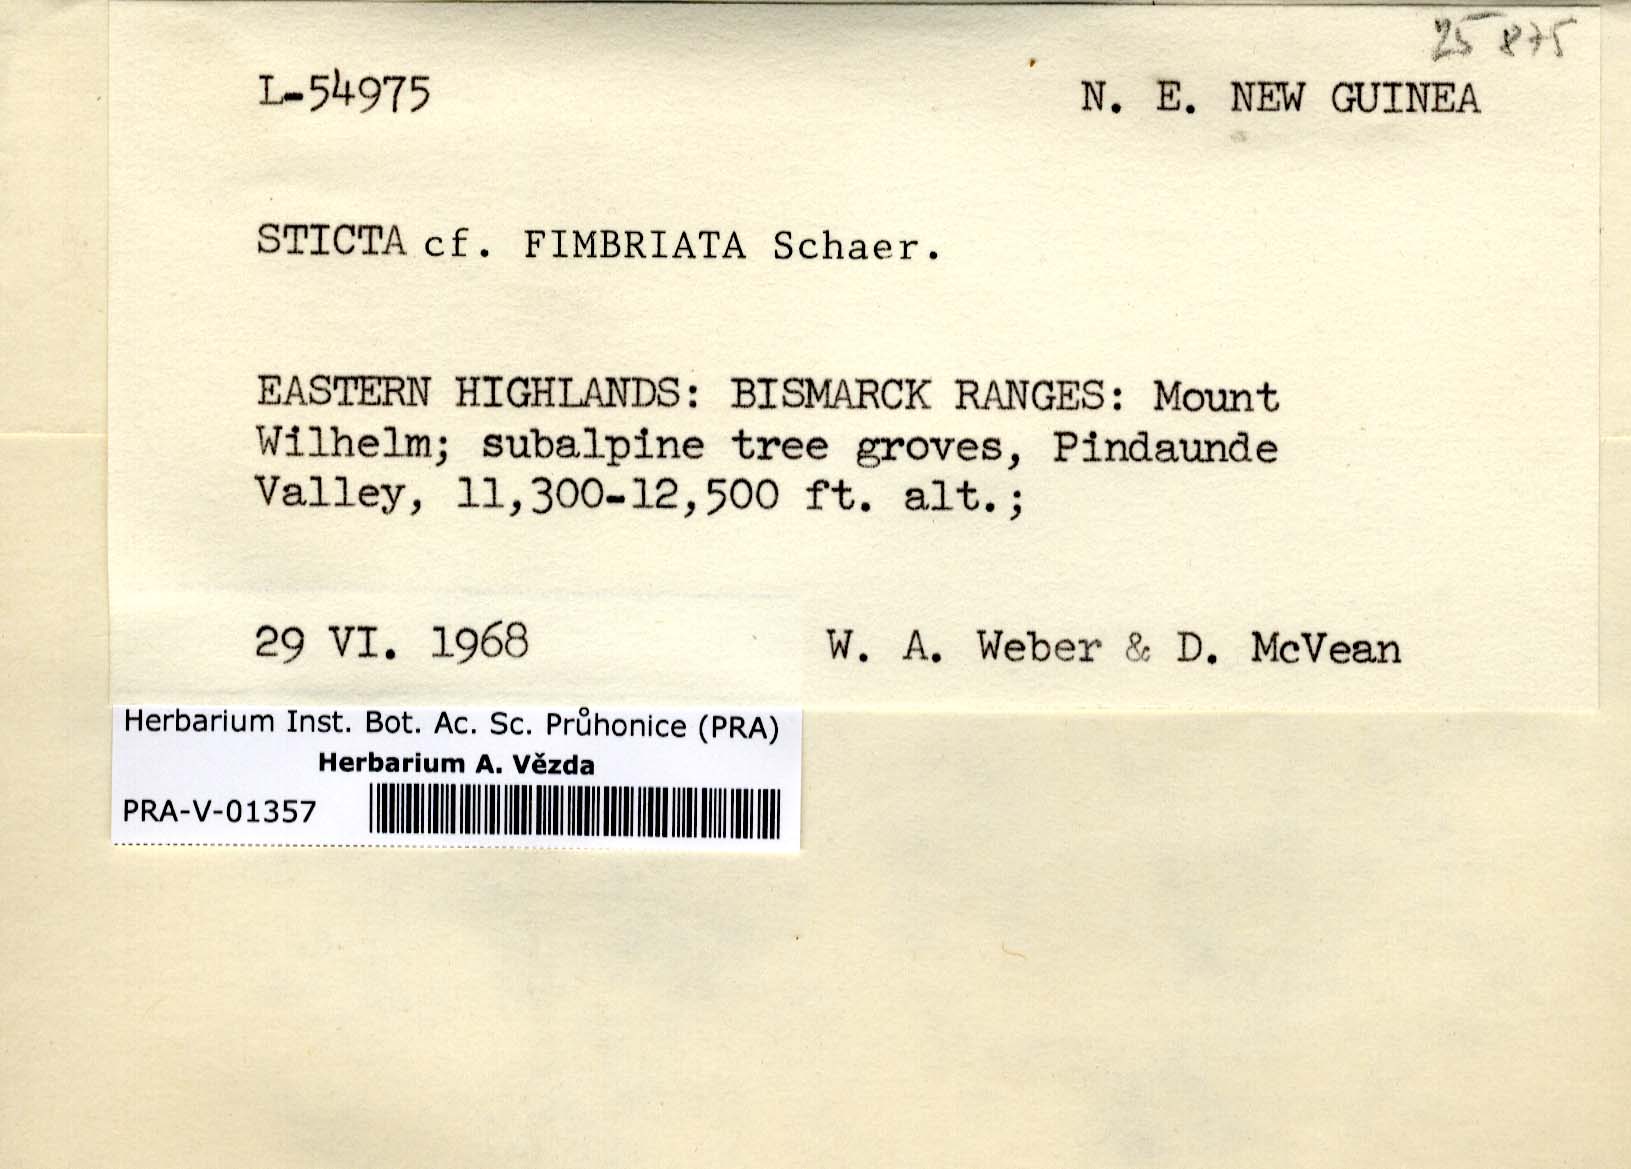 25875
L-54975 N. E. NEW GUINEA
STICTA cf. FIMBRIATA Schaer.
EASTERN HIGHLANDS: BISMARCK RANGES: Mount
Wilhelm; subalpine tree groves, Pindaunde
Valley, 11,300-12,500 ft. alt.;
29 VI. 1968 W. A. Weber & D. McVean
Herbarium Inst. Bot. Ac. Sc. Průhonice (PRA)
Herbarium A. Vězda
PRA-V-01357